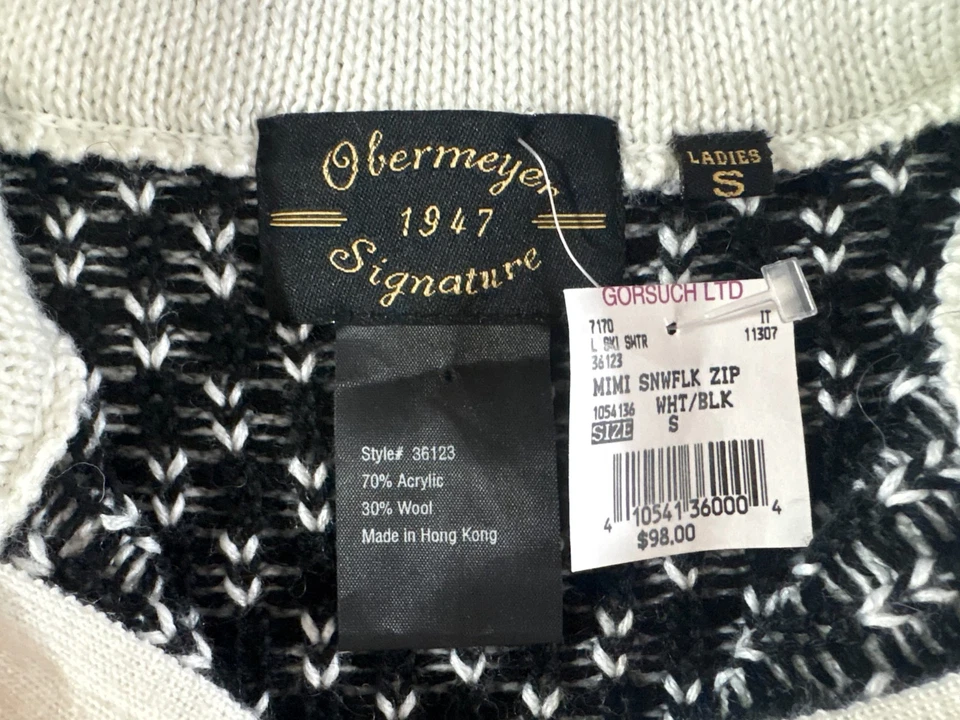 Obermeyer
1947
Signature
LADIES
S
Style# 36123
70% Acrylic
30% Wool
Made in Hong Kong
GORSUCH LTD
7170 IT
L SKI SWTR 11307
36123
MIMI SNWFLK ZIP
1054136 WHT/BLK
SIZE S
4 10541 36000 4
$98.00